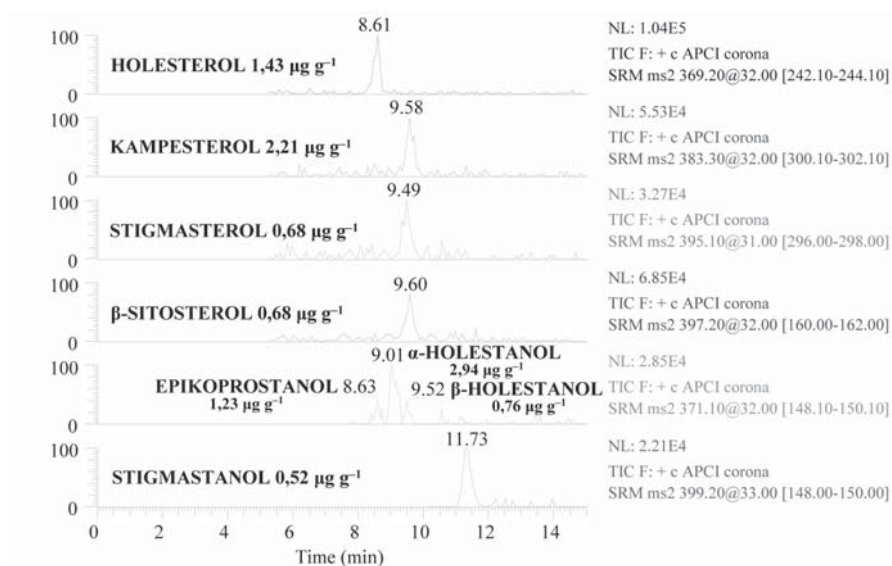 8.61
100
HOLESTEROL 1,43 μg g⁻¹
0
NL: 1.04E5
TIC F: + c APCI corona
SRM ms2 369.20@32.00 [242.10-244.10]
9.58
100
KAMPESTEROL 2,21 μg g⁻¹
0
NL: 5.53E4
TIC F: + c APCI corona
SRM ms2 383.30@32.00 [300.10-302.10]
9.49
100
STIGMASTEROL 0,68 μg g⁻¹
0
NL: 3.27E4
TIC F: + c APCI corona
SRM ms2 395.10@31.00 [296.00-298.00]
9.60
100
β-SITOSTEROL 0,68 μg g⁻¹
0
NL: 6.85E4
TIC F: + c APCI corona
SRM ms2 397.20@32.00 [160.00-162.00]
100
9.01 α-HOLESTANOL
2,94 μg g⁻¹
EPIKOPROSTANOL 8.63
1,23 μg g⁻¹
9.52 β-HOLESTANOL
0,76 μg g⁻¹
0
NL: 2.85E4
TIC F: + c APCI corona
SRM ms2 371.10@32.00 [148.10-150.10]
11.73
100
STIGMASTANOL 0,52 μg g⁻¹
0
NL: 2.21E4
TIC F: + c APCI corona
SRM ms2 399.20@33.00 [148.00-150.00]
0 2 4 6 8 10 12 14
Time (min)